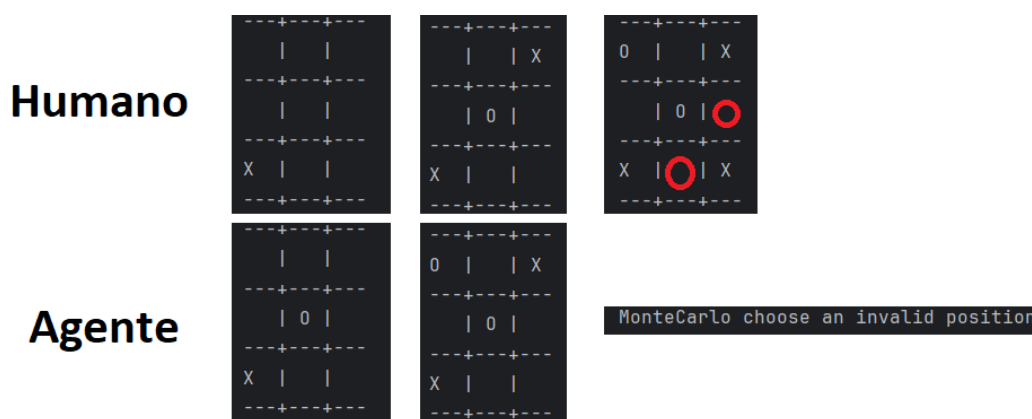 Humano
---+---+---
   |   |
---+---+---
   |   |
---+---+---
X  |   |
---+---+---
---+---+---
   |   | X
---+---+---
   | O |
---+---+---
X  |   |
---+---+---
---+---+---
O  |   | X
---+---+---
   | O |
---+---+---
X  |   | X
---+---+---
Agente
---+---+---
   |   |
---+---+---
   | O |
---+---+---
X  |   |
---+---+---
---+---+---
O  |   | X
---+---+---
   | O |
---+---+---
X  |   |
---+---+---
MonteCarlo choose an invalid position